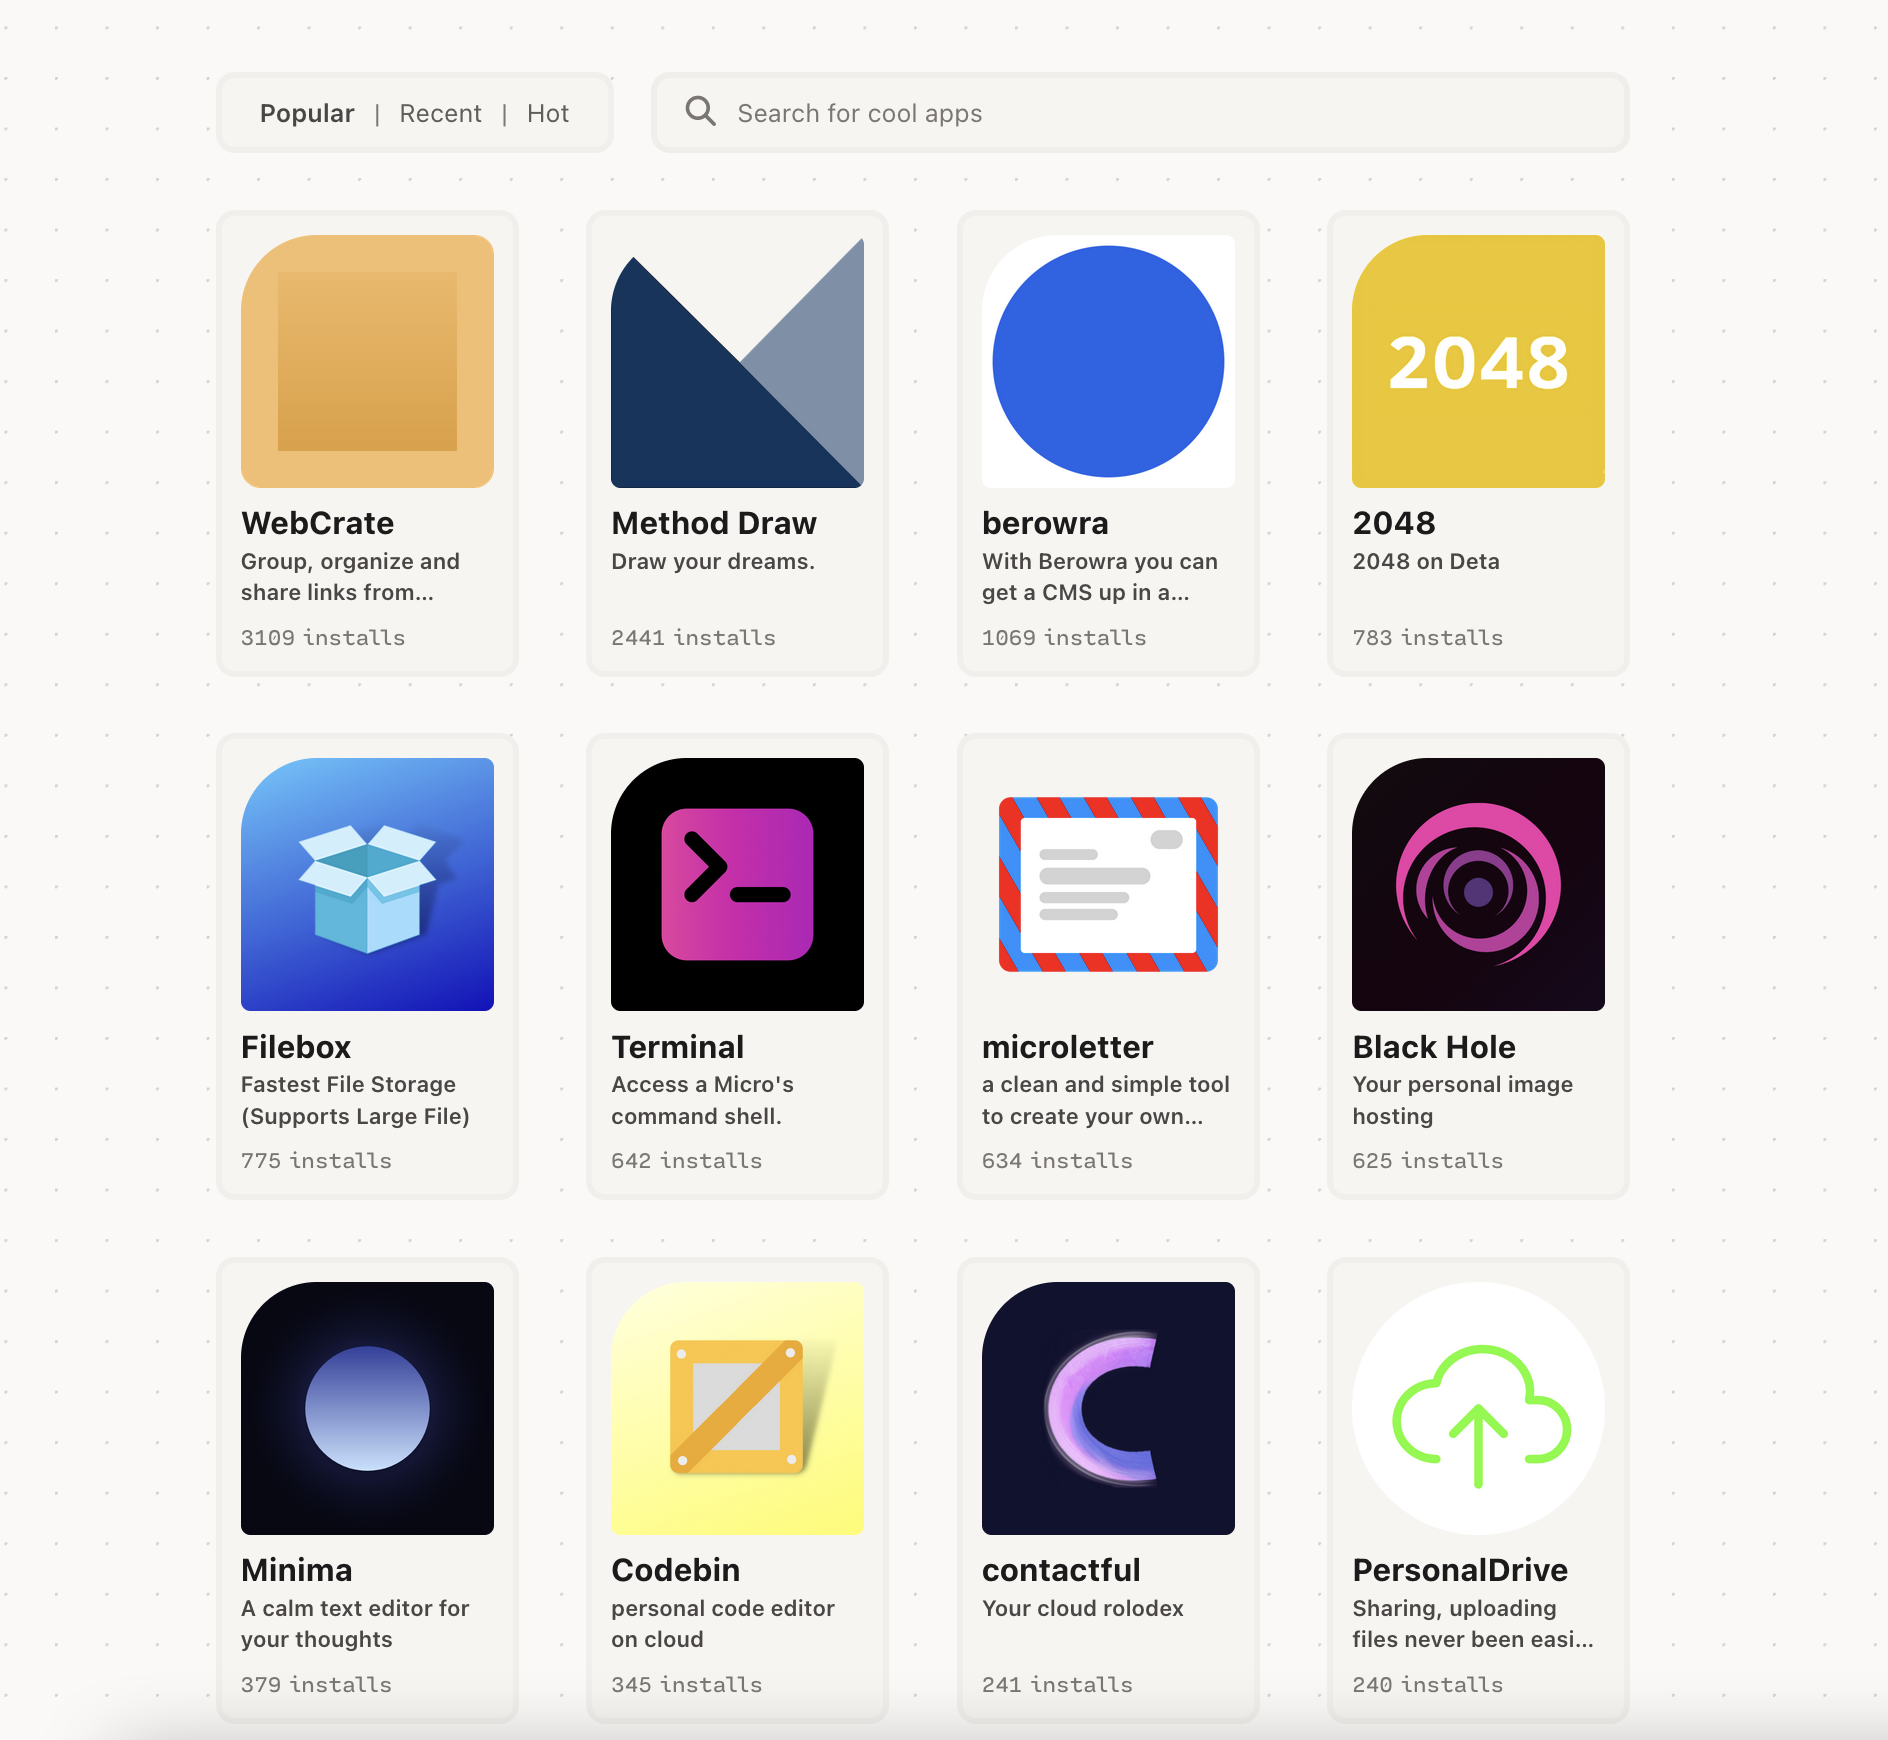 Popular | Recent | Hot
Search for cool apps
WebCrate
Group, organize and
share links from...
3109 installs
Method Draw
Draw your dreams.
2441 installs
berowra
With Berowra you can
get a CMS up in a...
1069 installs
2048
2048
2048 on Deta
783 installs
Filebox
Fastest File Storage
(Supports Large File)
775 installs
Terminal
Access a Micro's
command shell.
642 installs
microletter
a clean and simple tool
to create your own...
634 installs
Black Hole
Your personal image
hosting
625 installs
Minima
A calm text editor for
your thoughts
379 installs
Codebin
personal code editor
on cloud
345 installs
contactful
Your cloud rolodex
241 installs
PersonalDrive
Sharing, uploading
files never been easi...
240 installs